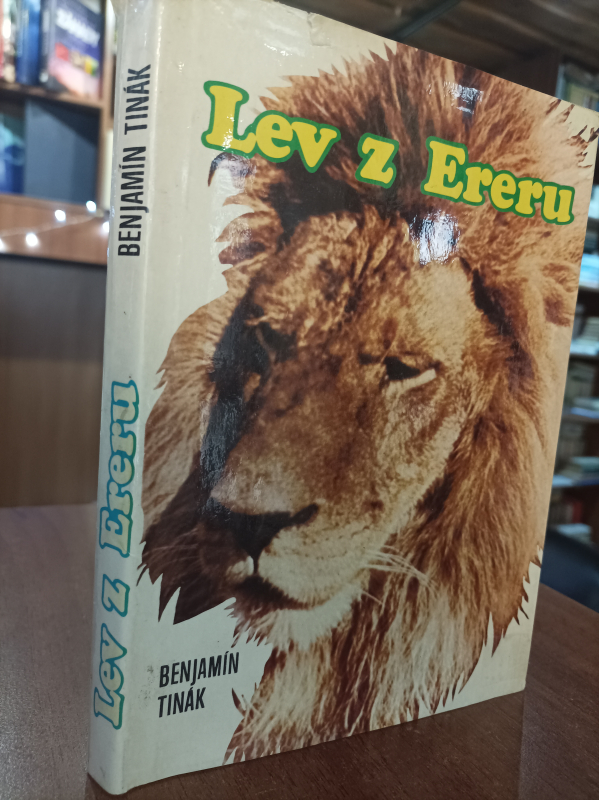 Lev z Ereru
BENJAMÍN
TINÁK
Lev z Ereru
BENJAMÍN TINÁK